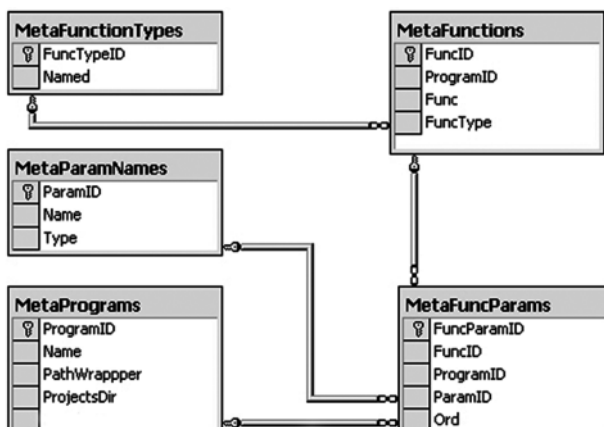 MetaFunctionTypes
FuncTypeID
Named
MetaFunctions
FuncID
ProgramID
Func
FuncType
MetaParamNames
ParamID
Name
Type
MetaPrograms
ProgramID
Name
PathWrappper
ProjectsDir
MetaFuncParams
FuncParamID
FuncID
ProgramID
ParamID
Ord